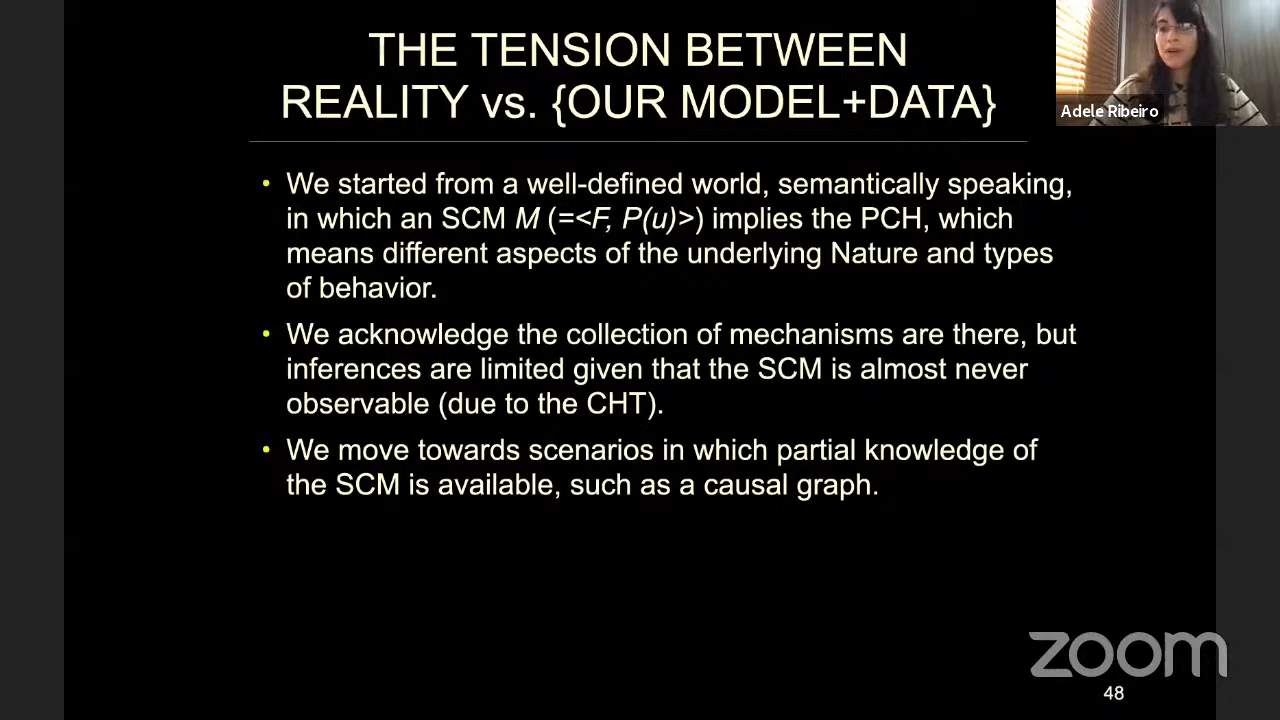 THE TENSION BETWEEN
REALITY vs. {OUR MODEL+DATA}
Adele Ribeiro
• We started from a well-defined world, semantically speaking,
in which an SCM M (=<F, P(u)>) implies the PCH, which
means different aspects of the underlying Nature and types
of behavior.
• We acknowledge the collection of mechanisms are there, but
inferences are limited given that the SCM is almost never
observable (due to the CHT).
• We move towards scenarios in which partial knowledge of
the SCM is available, such as a causal graph.
zoom
48